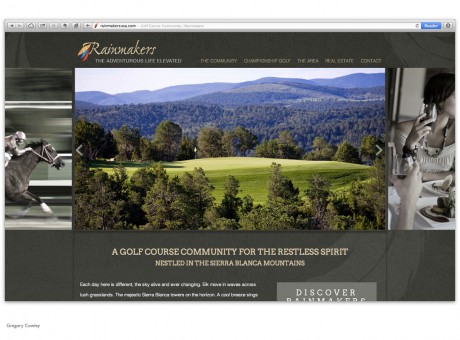 rainmakersusa.com
Golf Course Community, Ruidoso
Reader
Rainmakers
THE ADVENTUROUS LIFE ELEVATED
THE COMMUNITY CHAMPIONSHIP GOLF THE AREA REAL ESTATE CONTACT
A GOLF COURSE COMMUNITY FOR THE RESTLESS SPIRIT
NESTLED IN THE SIERRA BLANCA MOUNTAINS
Each day here is different, the sky alive and ever changing. Elk move in waves across
lush grasslands. The majestic Sierra Blanca towers on the horizon. A cool breeze sings
DISCOVER
RAINMAKERS
Gregory Cowley